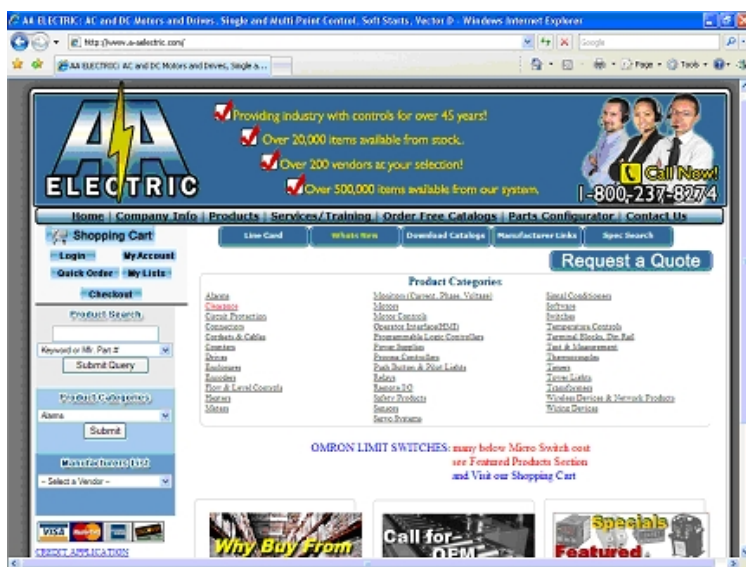 AA ELECTRIC: AC and DC Motors and Drives, Single and Multi Point Control, Soft Starts, Vector D - Windows Internet Explorer
http://www.a-aelectric.com/
Google
AA ELECTRIC: AC and DC Motors and Drives, Single a...
Page
Tools
AA
ELECTRIC
Providing industry with controls for over 45 years!
Over 20,000 items available from stock.
Over 200 vendors at your selection!
Over 500,000 items available from our system.
Call Now!
1-800-237-8274
Home | Company Info | Products | Services/Training | Order Free Catalogs | Parts Configurator | Contact Us
Shopping Cart
Line Card
Whats New
Download Catalogs
Manufacturer Links
Spec Search
Login
My Account
Quick Order
My Lists
Checkout
Request a Quote
Product Categories
Alarms
Clearance
Circuit Protection
Connectors
Cordsets & Cables
Counters
Drives
Enclosures
Encoders
Flow & Level Controls
Heaters
Meters
Monitors (Current, Phase, Voltage)
Motors
Motor Controls
Operator Interface(HMI)
Programmable Logic Controllers
Power Supplies
Process Controllers
Push Button & Pilot Lights
Relays
Remote I/O
Safety Products
Sensors
Servo Systems
Signal Conditioners
Software
Switches
Temperature Controls
Terminal Blocks, Din Rail
Test & Measurement
Thermocouples
Timers
Tower Lights
Transformers
Wireless Devices & Network Products
Wiring Devices
Product Search
Keyword or Mfr. Part #
Submit Query
Product Categories
Alarms
Submit
Manufacturers List
-- Select a Vendor --
OMRON LIMIT SWITCHES: many below Micro Switch cost
see Featured Products Section
and Visit our Shopping Cart
VISA
CREDIT APPLICATION
Why Buy From
Call for
OEM
Specials
Featured